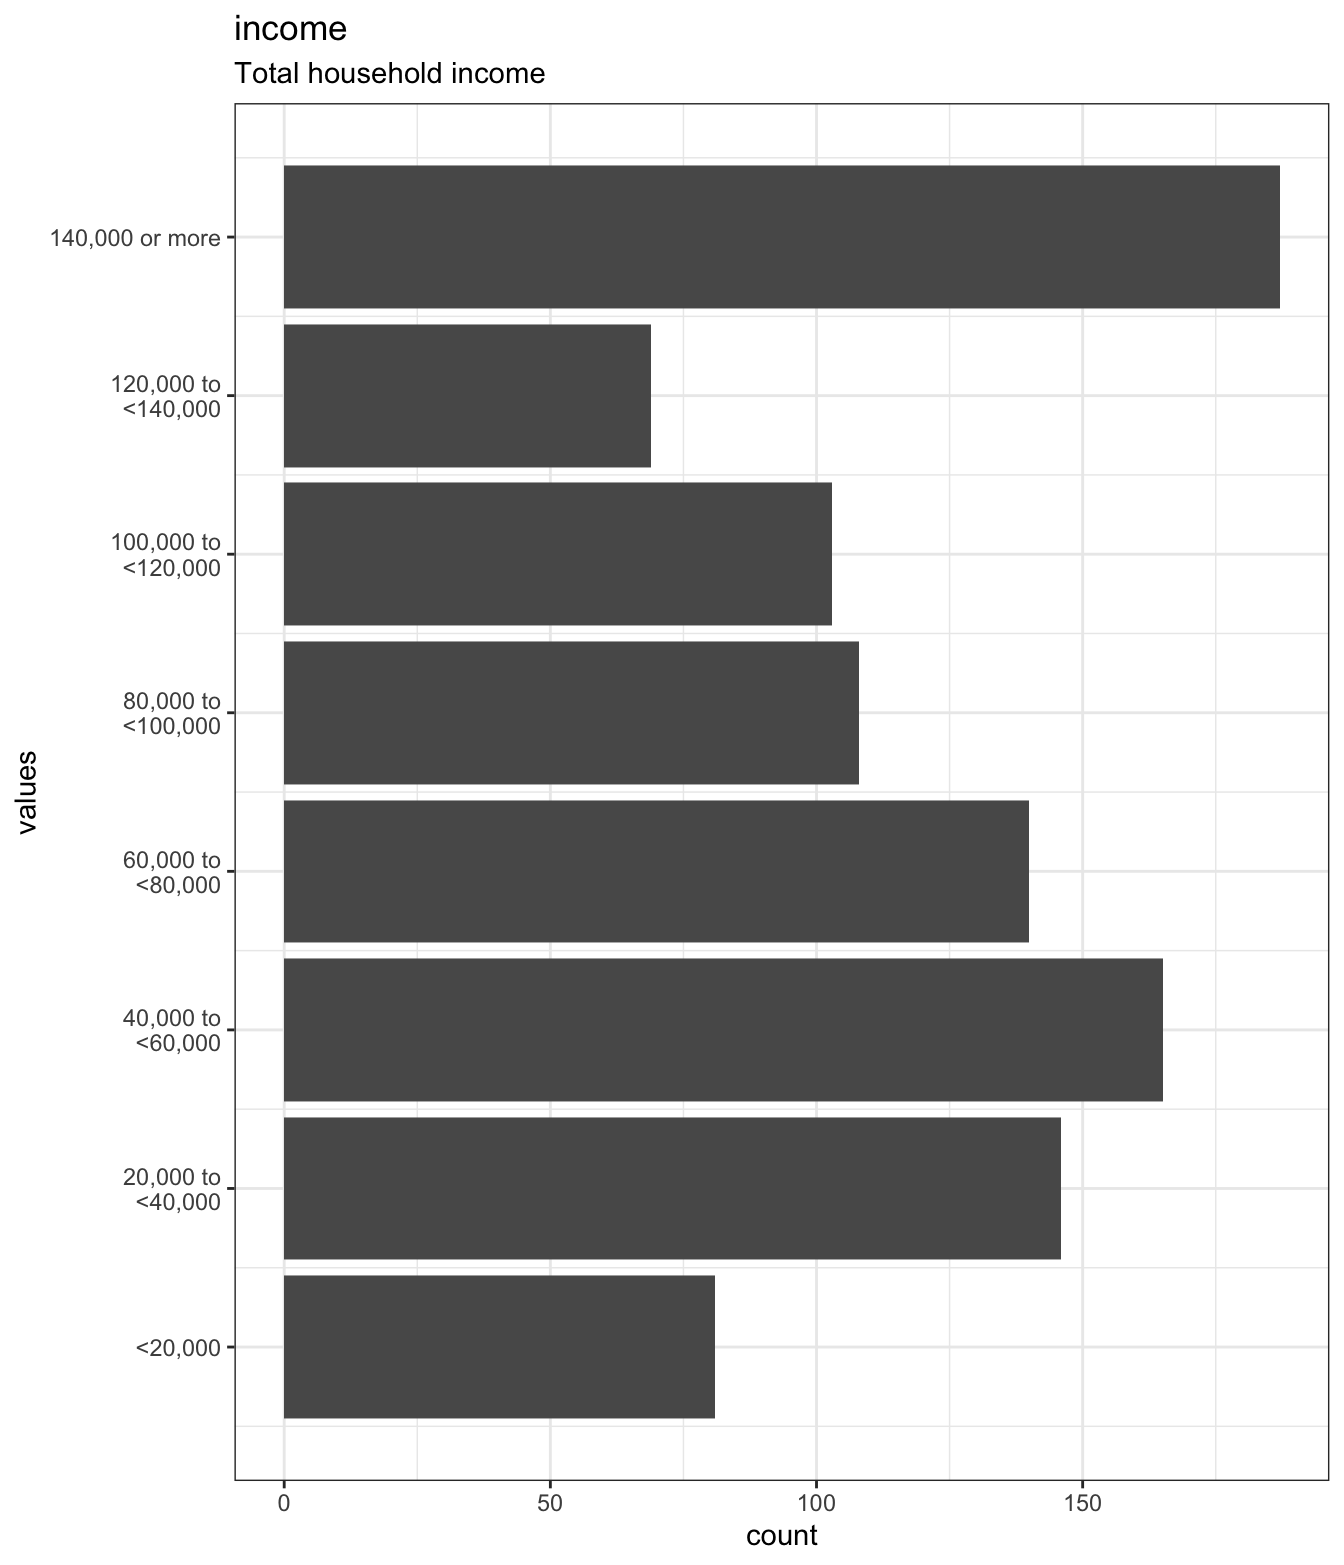 income
Total household income
140,000 or more
120,000 to
<140,000
100,000 to
<120,000
80,000 to
<100,000
60,000 to
<80,000
40,000 to
<60,000
20,000 to
<40,000
<20,000
values
0 50 100 150
count